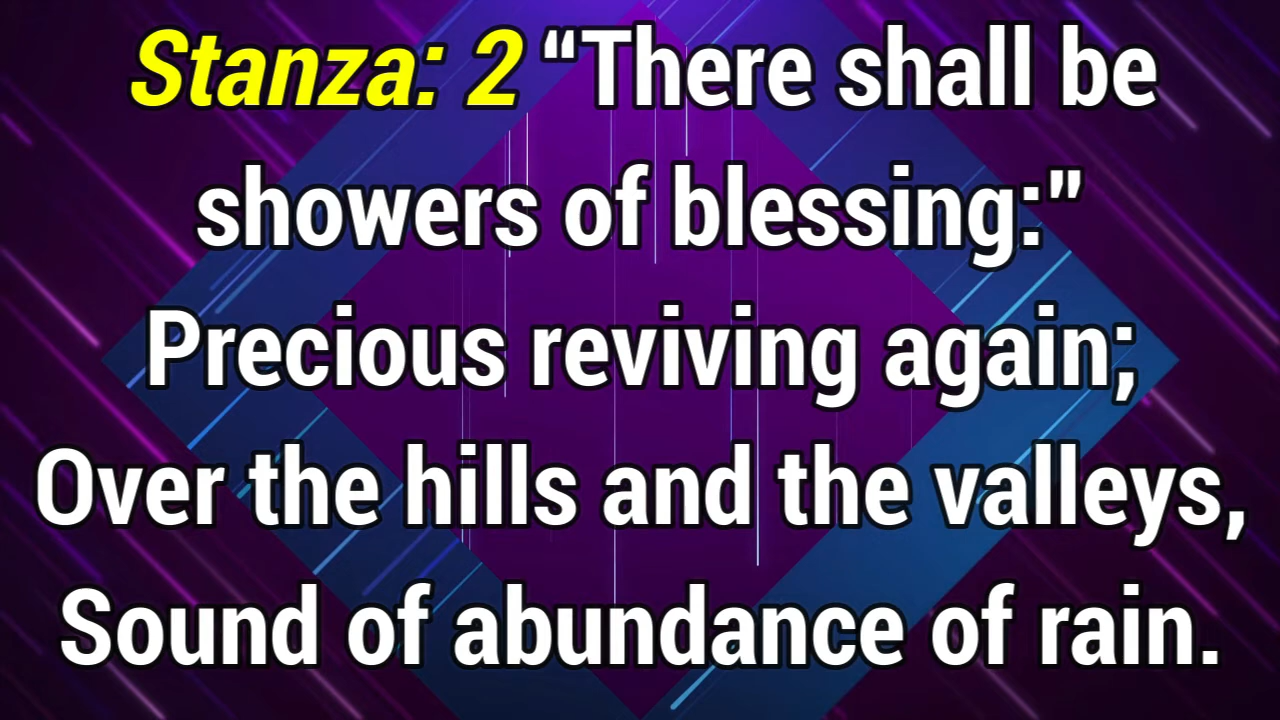 Stanza: 2 “There shall be
showers of blessing:”
Precious reviving again;
Over the hills and the valleys,
Sound of abundance of rain.